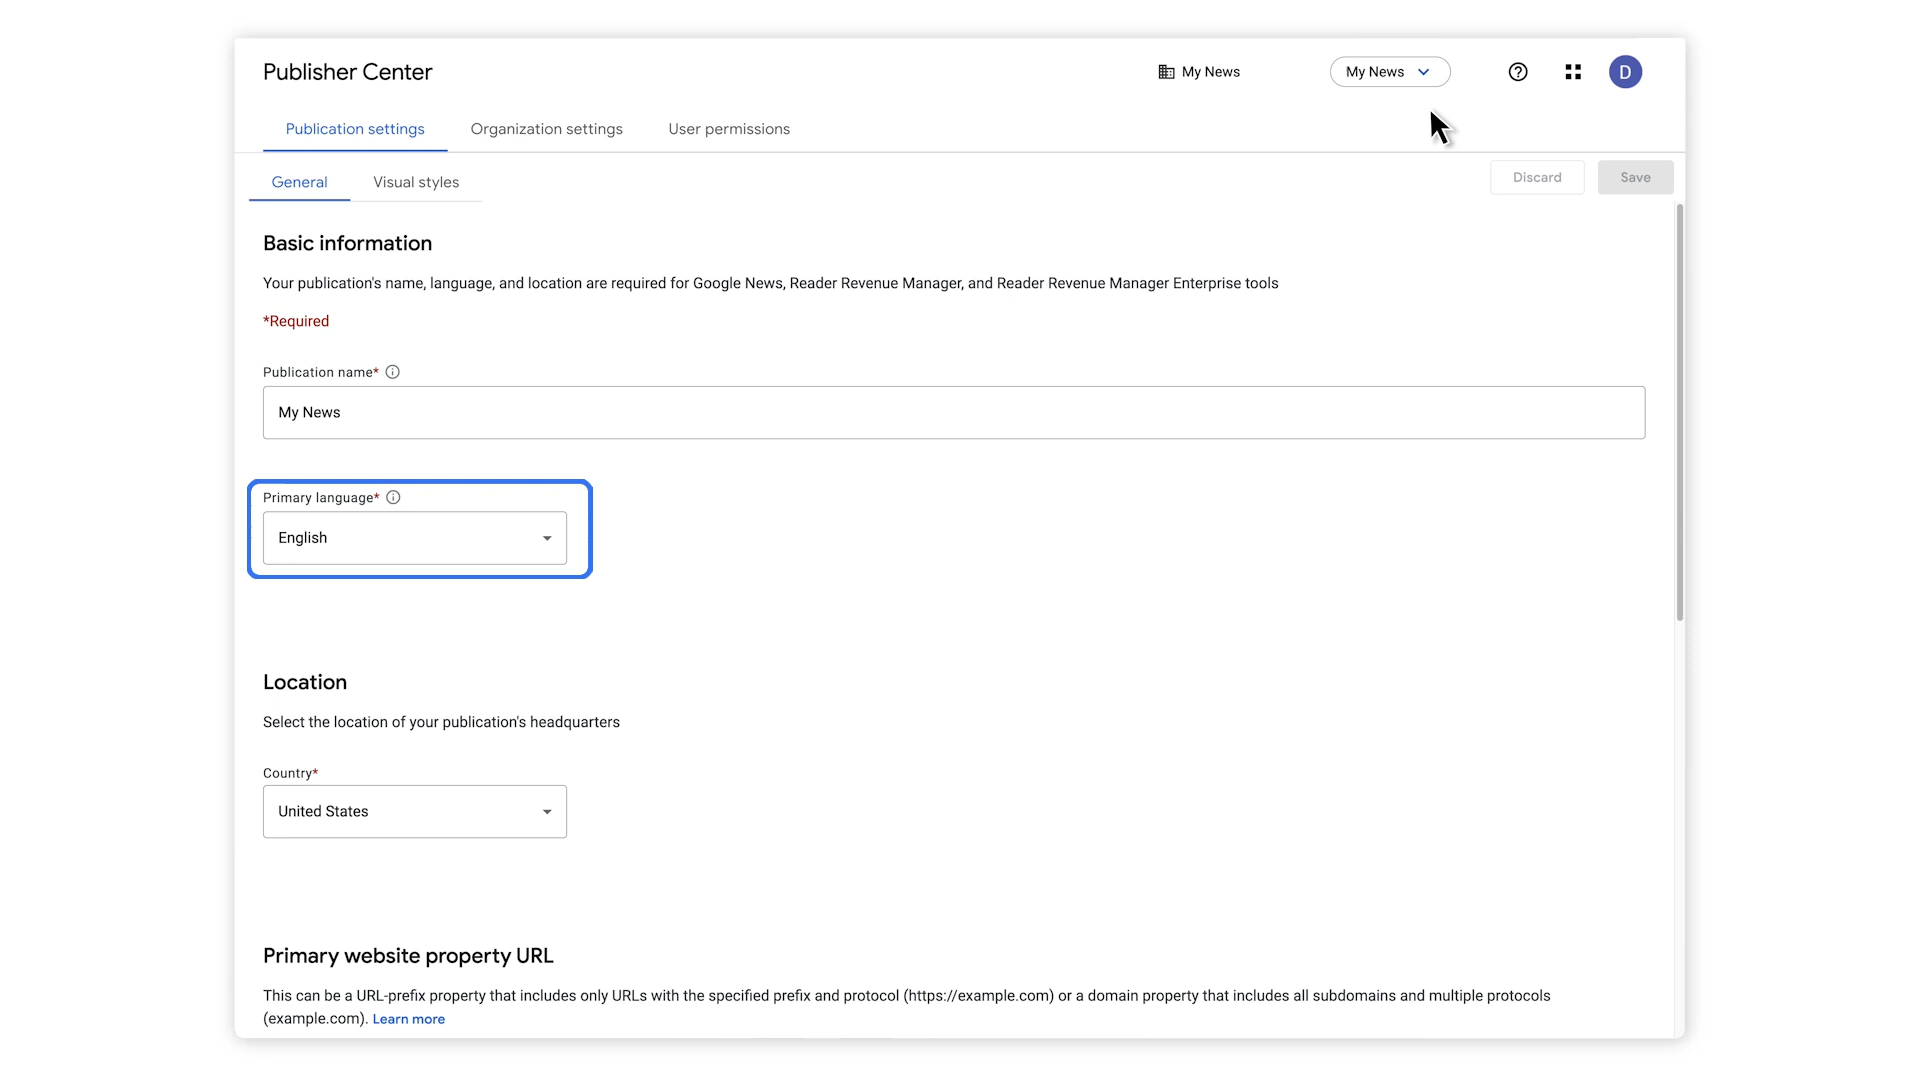 Publisher Center
My News
My News
D
Publication settings
Organization settings
User permissions
General
Visual styles
Discard
Save
Basic information
Your publication's name, language, and location are required for Google News, Reader Revenue Manager, and Reader Revenue Manager Enterprise tools
*Required
Publication name*
My News
Primary language*
English
Location
Select the location of your publication's headquarters
Country*
United States
Primary website property URL
This can be a URL-prefix property that includes only URLs with the specified prefix and protocol (https://example.com) or a domain property that includes all subdomains and multiple protocols
(example.com). Learn more